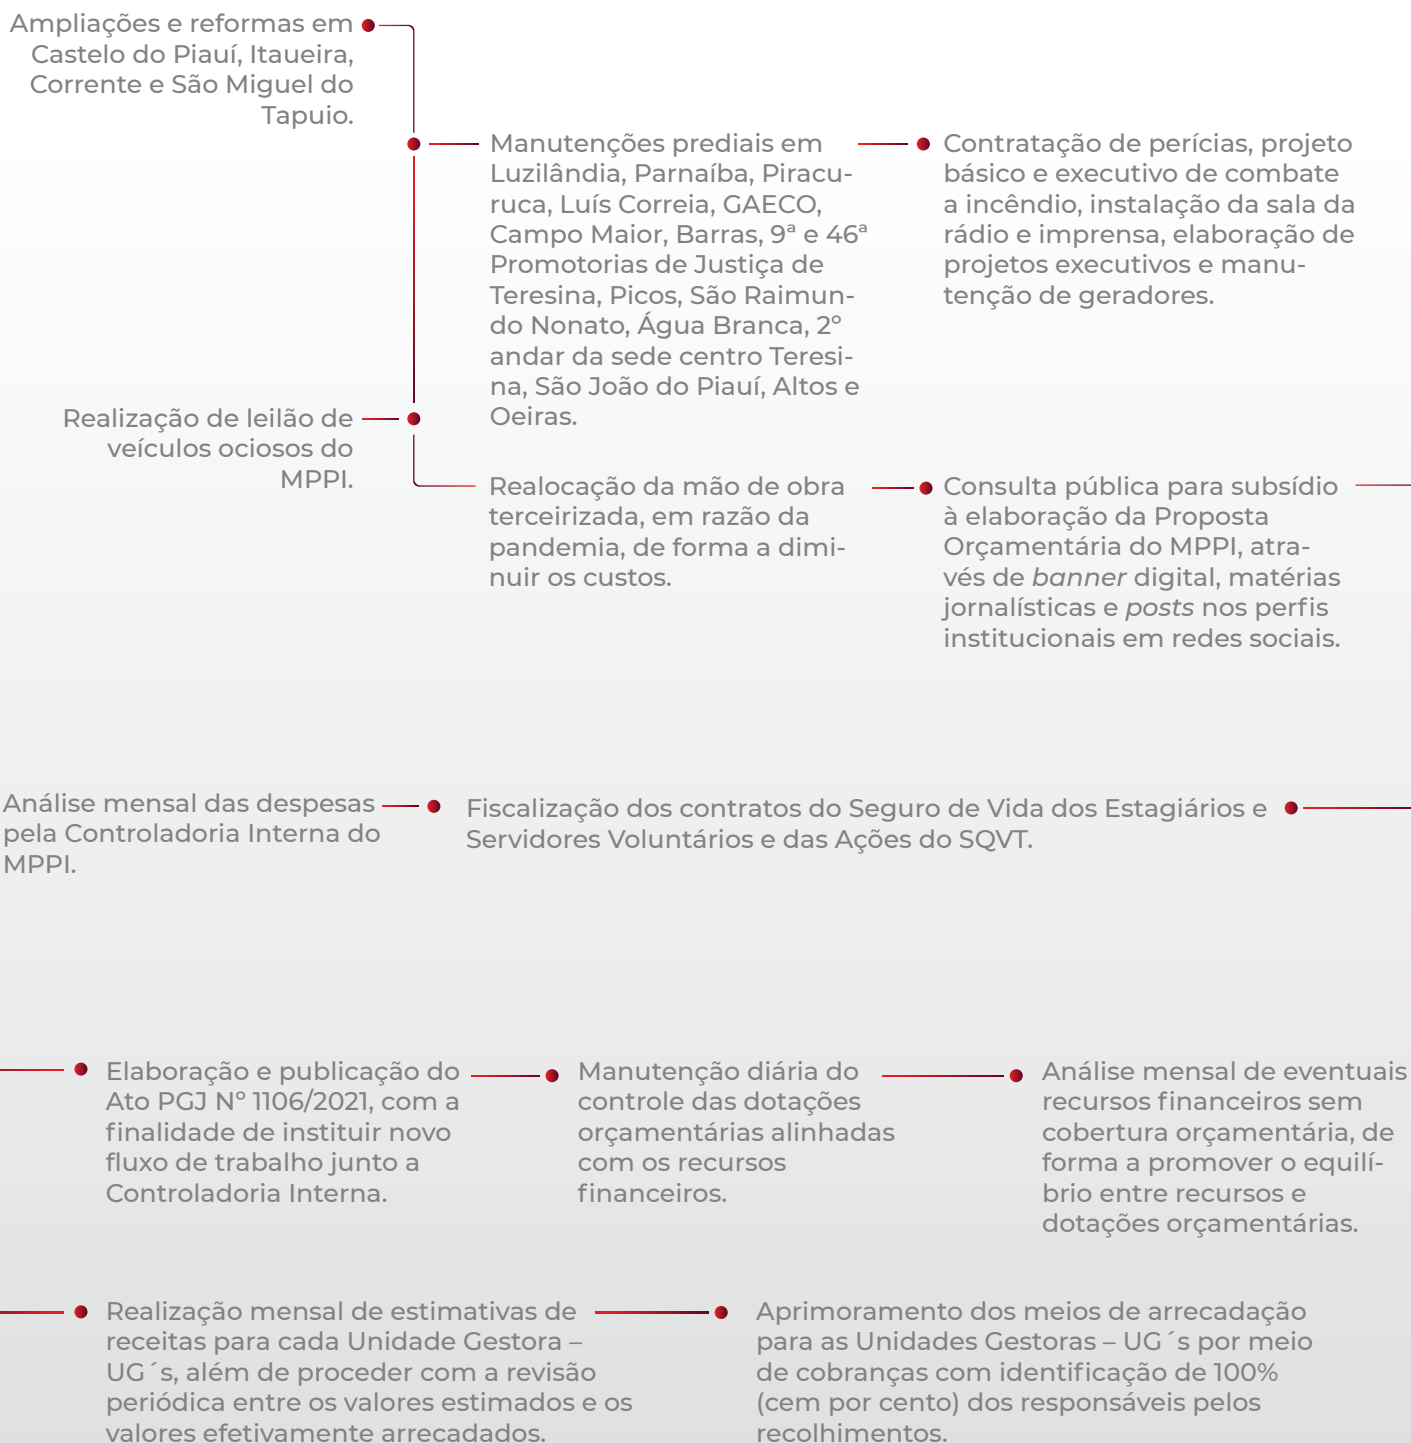 Ampliações e reformas em
Castelo do Piauí, Itaueira,
Corrente e São Miguel do
Tapuio.
Manutenções prediais em
Luzilândia, Parnaíba, Piracu-
ruca, Luís Correia, GAECO,
Campo Maior, Barras, 9ª e 46ª
Promotorias de Justiça de
Teresina, Picos, São Raimun-
do Nonato, Água Branca, 2º
andar da sede centro Teresi-
na, São João do Piauí, Altos e
Oeiras.
Contratação de perícias, projeto
básico e executivo de combate
a incêndio, instalação da sala da
rádio e imprensa, elaboração de
projetos executivos e manu-
tenção de geradores.
Realização de leilão de
veículos ociosos do
MPPI.
Realocação da mão de obra
terceirizada, em razão da
pandemia, de forma a dimi-
nuir os custos.
Consulta pública para subsídio
à elaboração da Proposta
Orçamentária do MPPI, atra-
vés de banner digital, matérias
jornalísticas e posts nos perfis
institucionais em redes sociais.
Análise mensal das despesas
pela Controladoria Interna do
MPPI.
Fiscalização dos contratos do Seguro de Vida dos Estagiários e
Servidores Voluntários e das Ações do SQVT.
Elaboração e publicação do
Ato PGJ Nº 1106/2021, com a
finalidade de instituir novo
fluxo de trabalho junto a
Controladoria Interna.
Manutenção diária do
controle das dotações
orçamentárias alinhadas
com os recursos
financeiros.
Análise mensal de eventuais
recursos financeiros sem
cobertura orçamentária, de
forma a promover o equilí-
brio entre recursos e
dotações orçamentárias.
Realização mensal de estimativas de
receitas para cada Unidade Gestora –
UG´s, além de proceder com a revisão
periódica entre os valores estimados e os
valores efetivamente arrecadados.
Aprimoramento dos meios de arrecadação
para as Unidades Gestoras – UG´s por meio
de cobranças com identificação de 100%
(cem por cento) dos responsáveis pelos
recolhimentos.